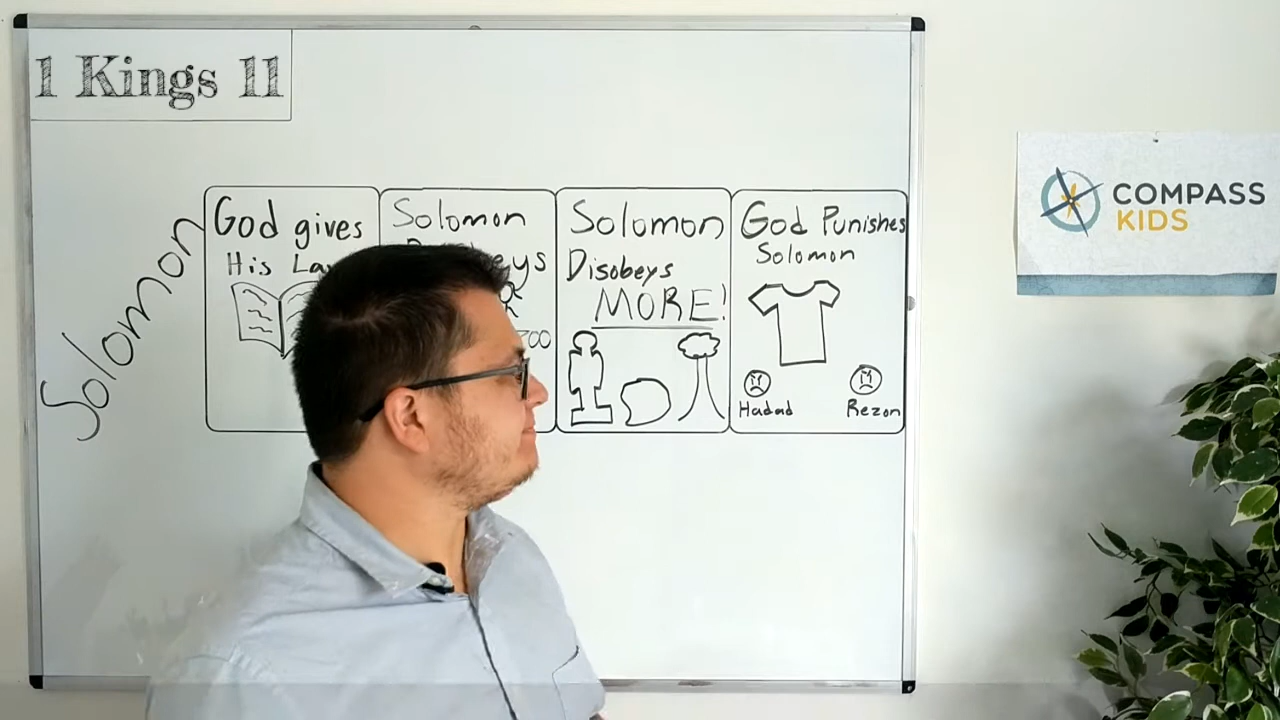 1 Kings 11
Solomon
God gives
His
Solomon
Solomon
Disobeys
MORE!
God Punishes
Solomon
Hadad
Rezon
COMPASS
KIDS